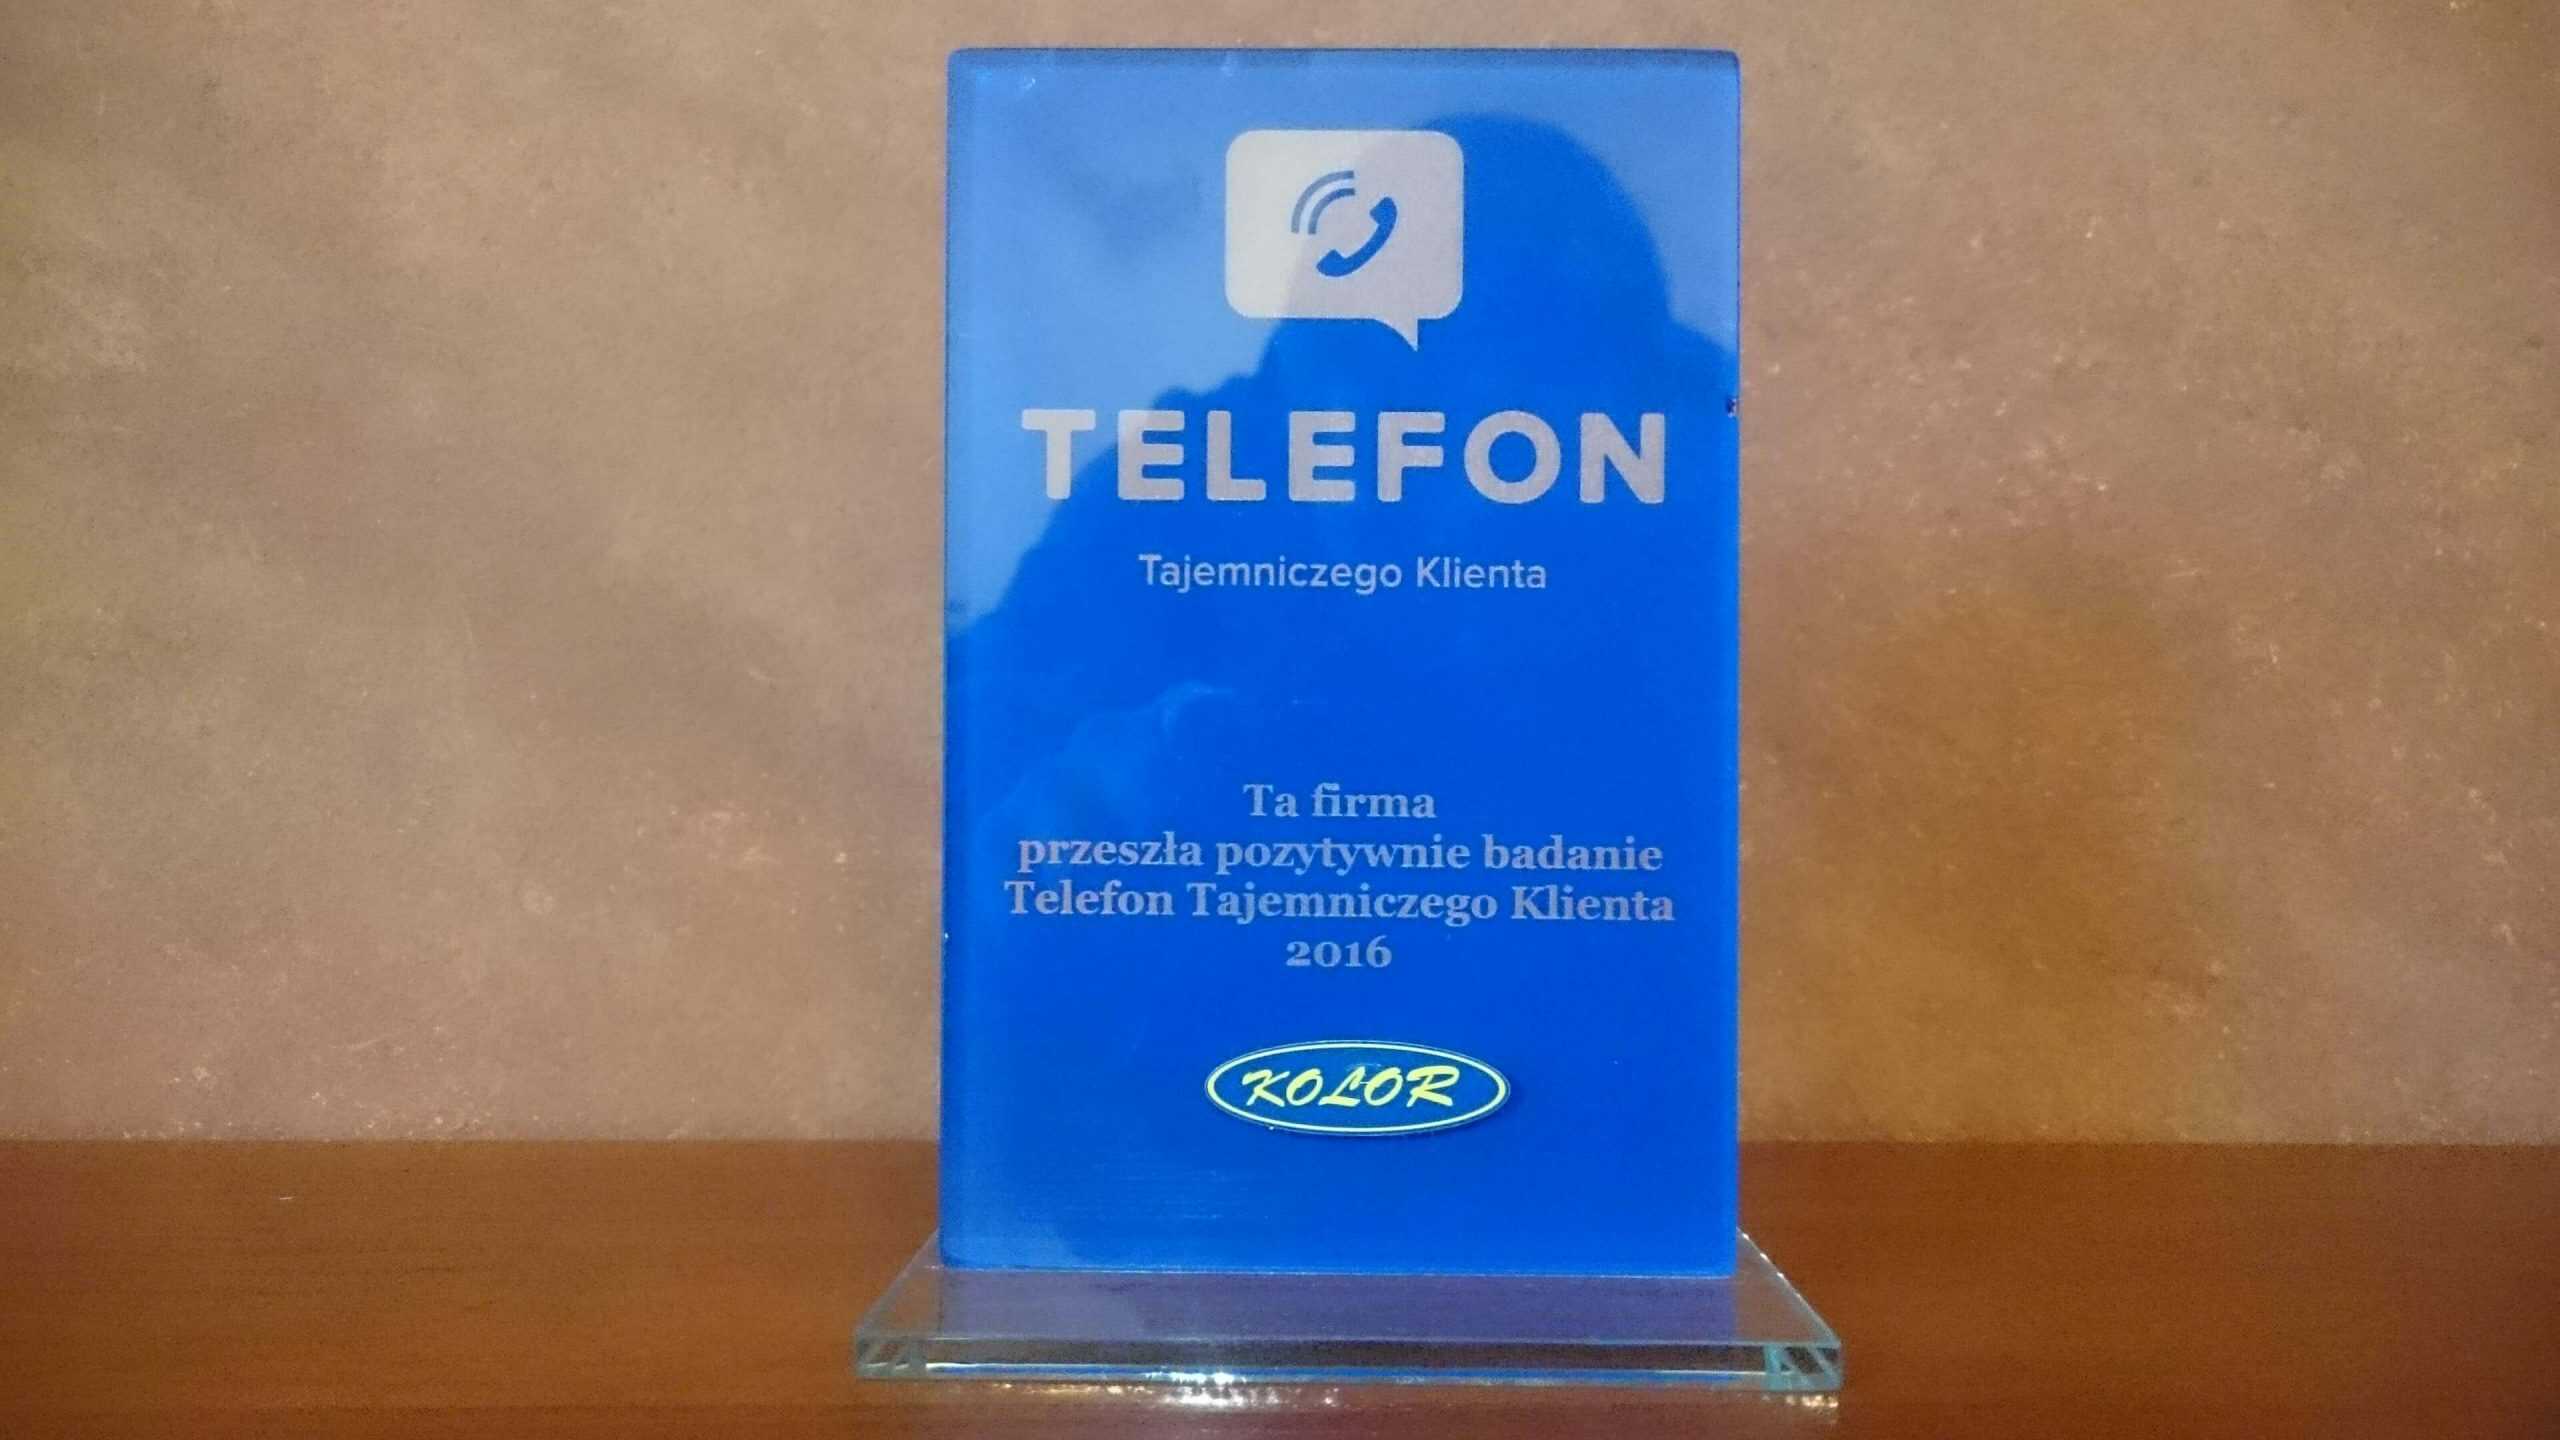 TELEFON
Tajemniczego Klienta
Ta firma
przeszła pozytywnie badanie
Telefon Tajemniczego Klienta
2016
KOLOR